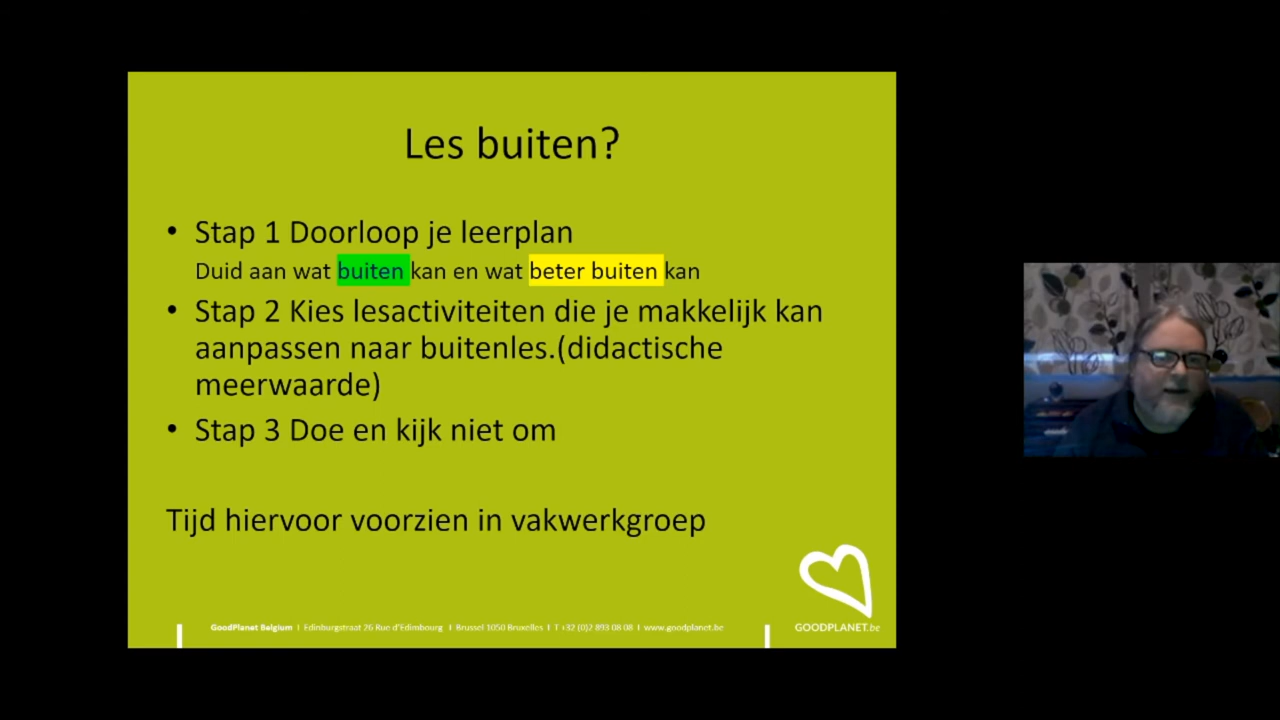 Les buiten?
• Stap 1 Doorloop je leerplan
Duid aan wat buiten kan en wat beter buiten kan
• Stap 2 Kies lesactiviteiten die je makkelijk kan
aanpassen naar buitenles.(didactische
meerwaarde)
• Stap 3 Doe en kijk niet om
Tijd hiervoor voorzien in vakwerkgroep
GoodPlanet Belgium I Edinburgstraat 26 Rue d'Edimbourg I Brussel 1050 Bruxelles I T +32 (0)2 893 08 08 I www.goodplanet.be
GOODPLANET.be